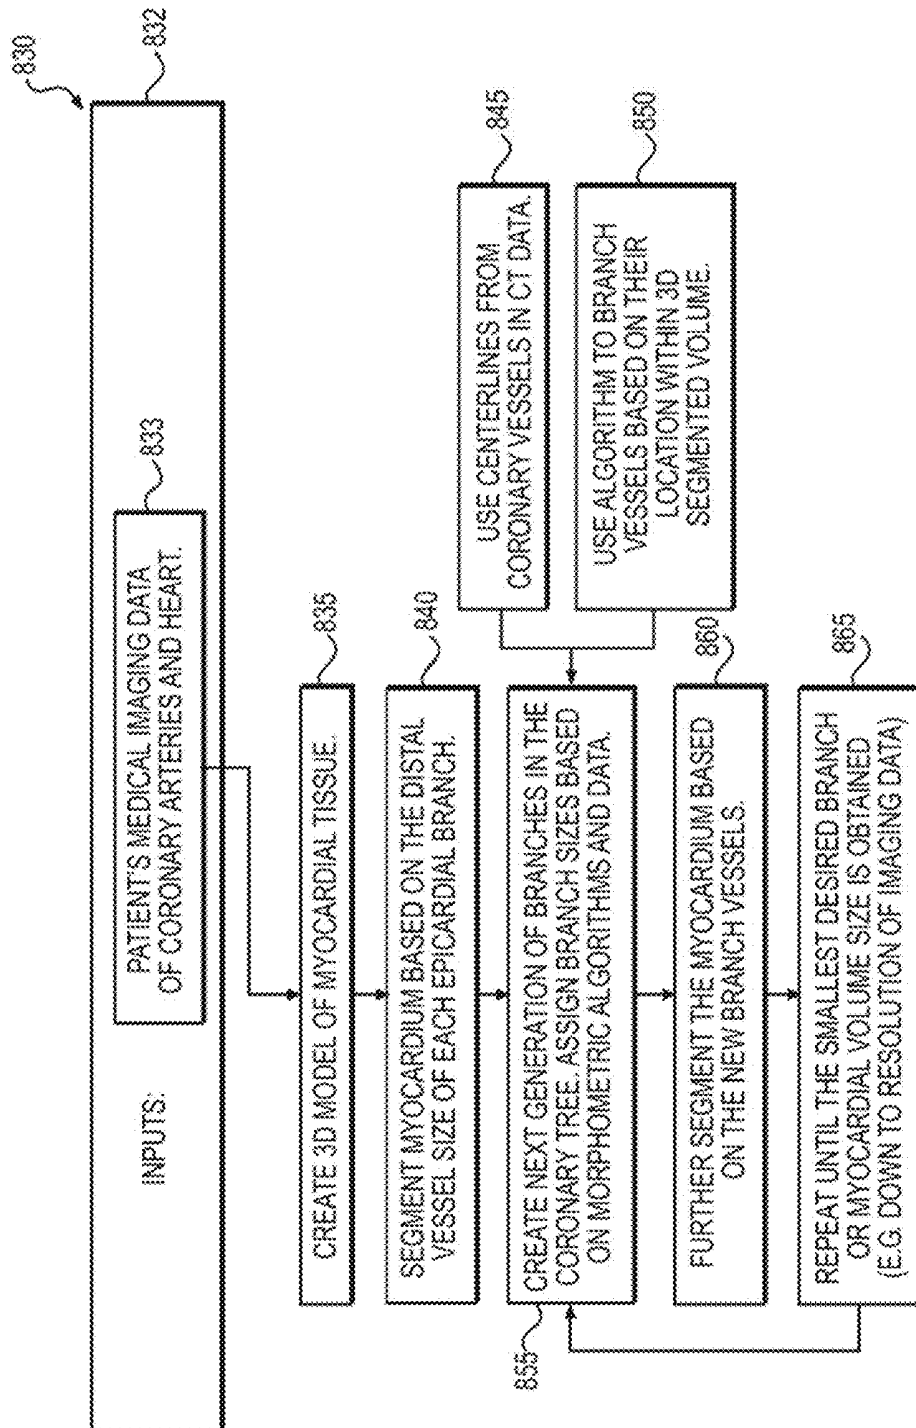 830
832
INPUTS:
PATIENT'S MEDICAL IMAGING DATA
OF CORONARY ARTERIES AND HEART.
833
CREATE 3D MODEL OF MYOCARDIAL TISSUE.
835
SEGMENT MYOCARDIUM BASED ON THE DISTAL
VESSEL SIZE OF EACH EPICARDIAL BRANCH.
840
USE CENTERLINES FROM
CORONARY VESSELS IN CT DATA.
845
USE ALGORITHM TO BRANCH
VESSELS BASED ON THEIR
LOCATION WITHIN 3D
SEGMENTED VOLUME.
850
CREATE NEXT GENERATION OF BRANCHES IN THE
CORONARY TREE. ASSIGN BRANCH SIZES BASED
ON MORPHOMETRIC ALGORITHMS AND DATA.
855
FURTHER SEGMENT THE MYOCARDIUM BASED
ON THE NEW BRANCH VESSELS.
860
REPEAT UNTIL THE SMALLEST DESIRED BRANCH
OR MYOCARDIAL VOLUME SIZE IS OBTAINED
(E.G. DOWN TO RESOLUTION OF IMAGING DATA)
865